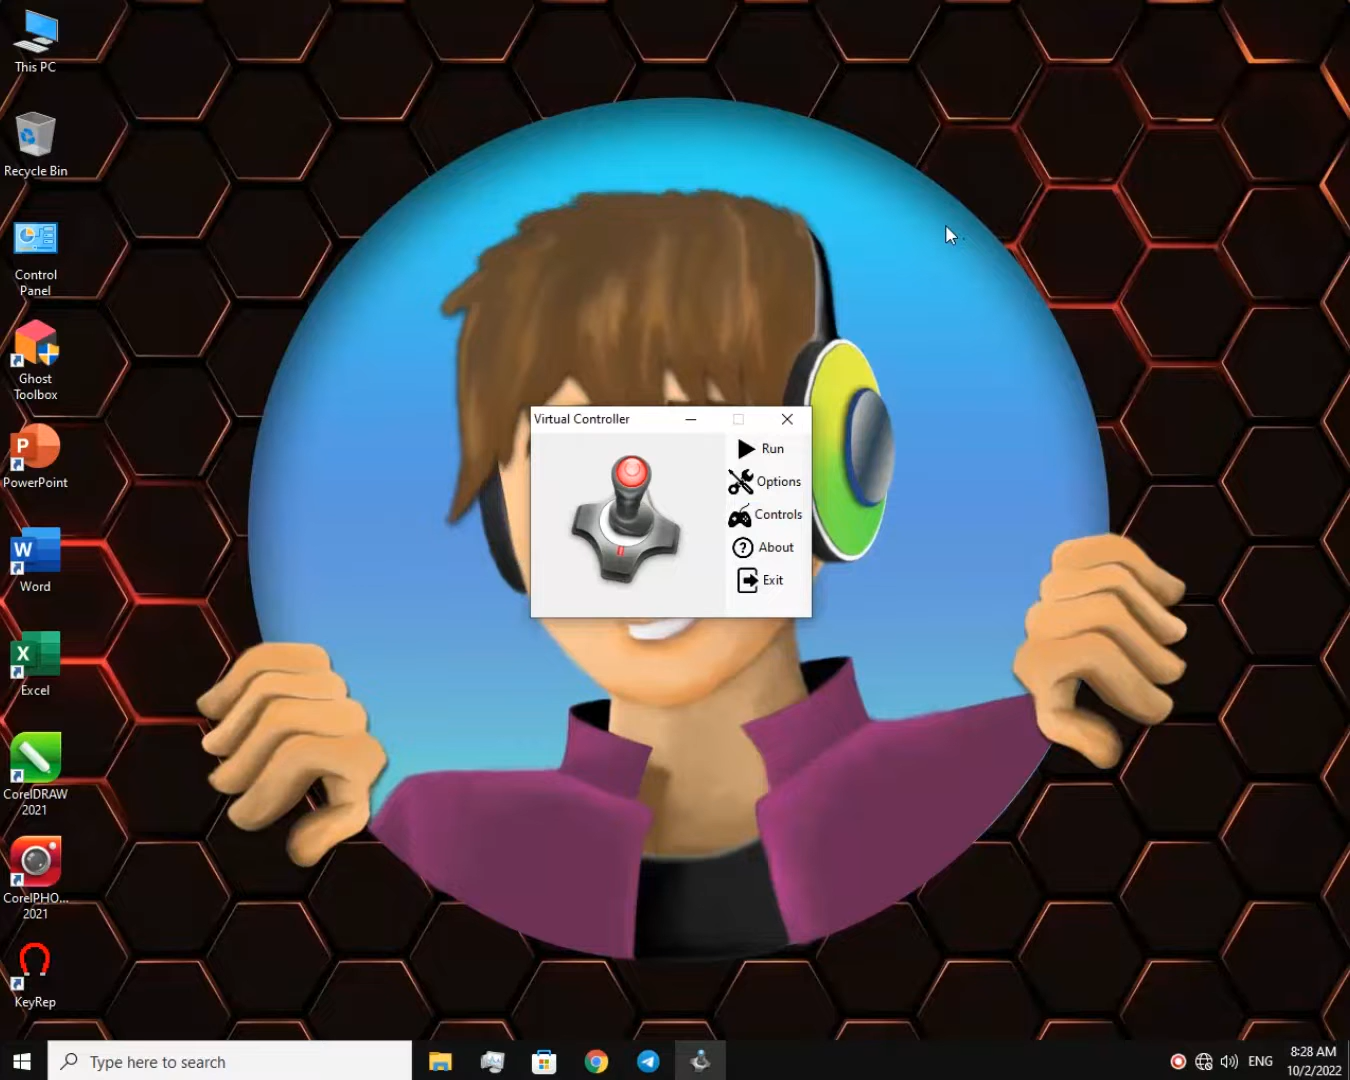 This PC
Recycle Bin
Control
Panel
Ghost
Toolbox
PowerPoint
Word
Excel
CorelDRAW
2021
CorelPHO...
2021
KeyRep
Virtual Controller
Run
Options
Controls
About
Exit
Type here to search
ENG
8:28 AM
10/2/2022